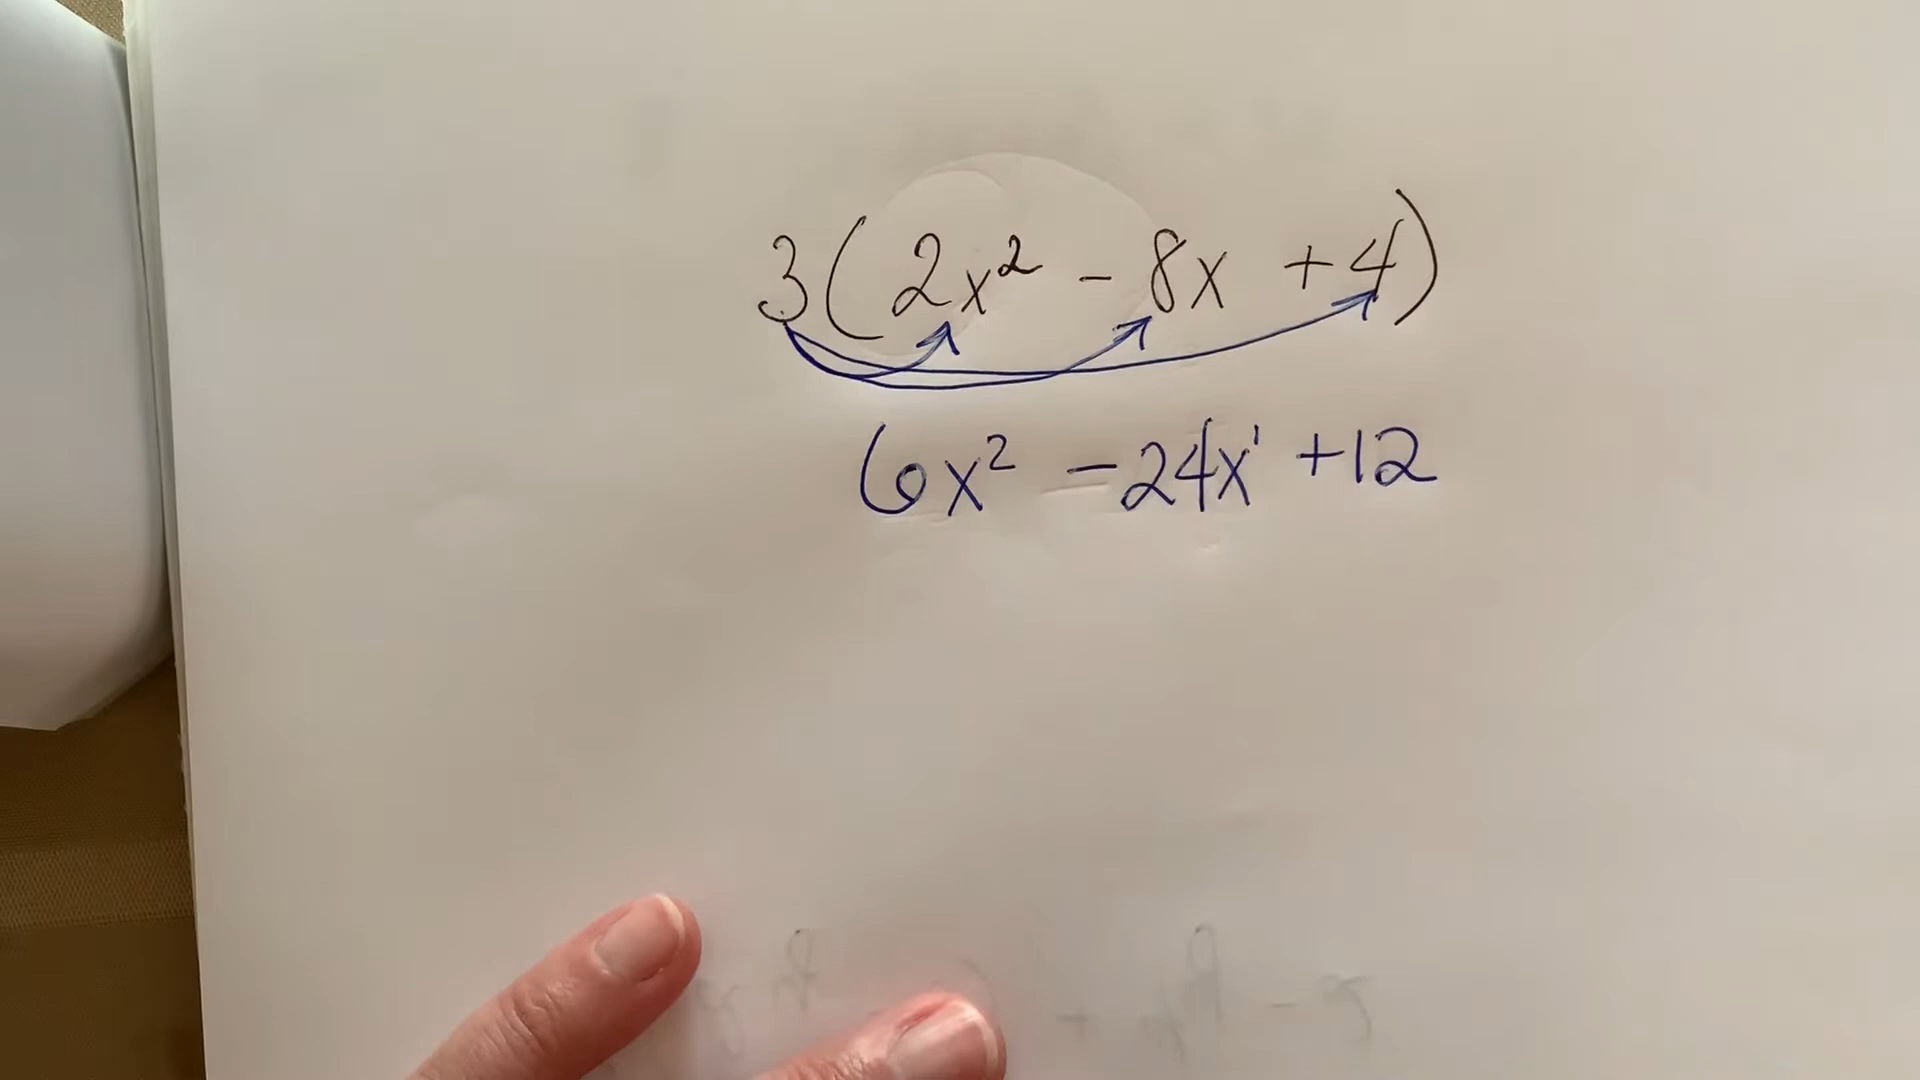 3(2x² - 8x + 4)
6x² - 24x¹ + 12